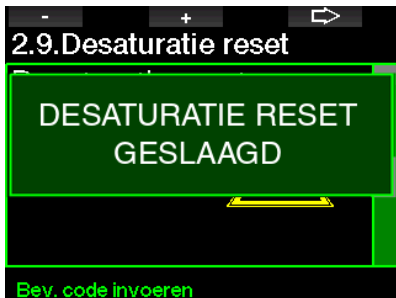 - +
2.9.Desaturatie reset
DESATURATIE RESET
GESLAAGD
Bev. code invoeren